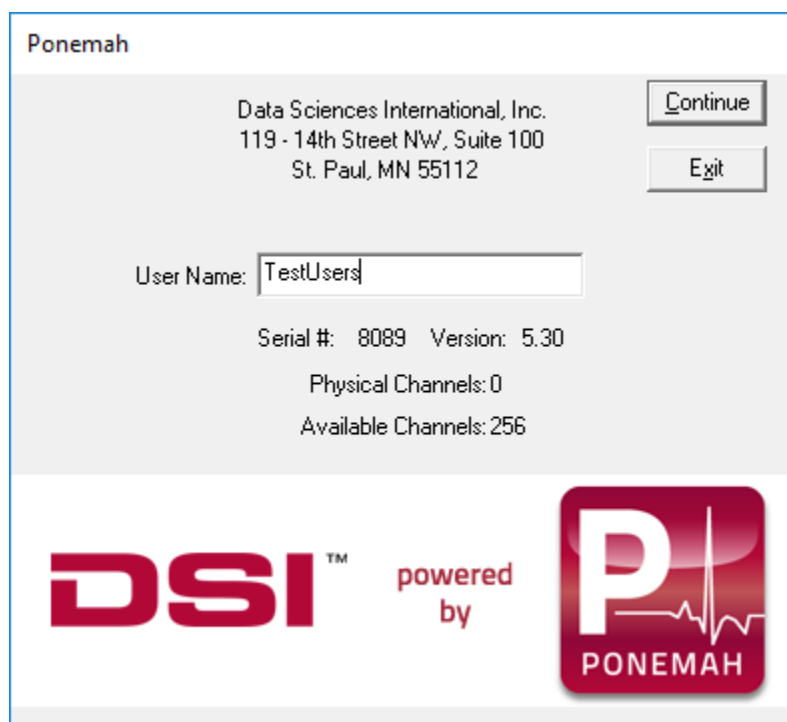 Ponemah
Data Sciences International, Inc.
119 - 14th Street NW, Suite 100
St. Paul, MN 55112
Continue
Exit
User Name: TestUsers
Serial #: 8089 Version: 5.30
Physical Channels: 0
Available Channels: 256
DSI™
powered
by
P
PONEMAH